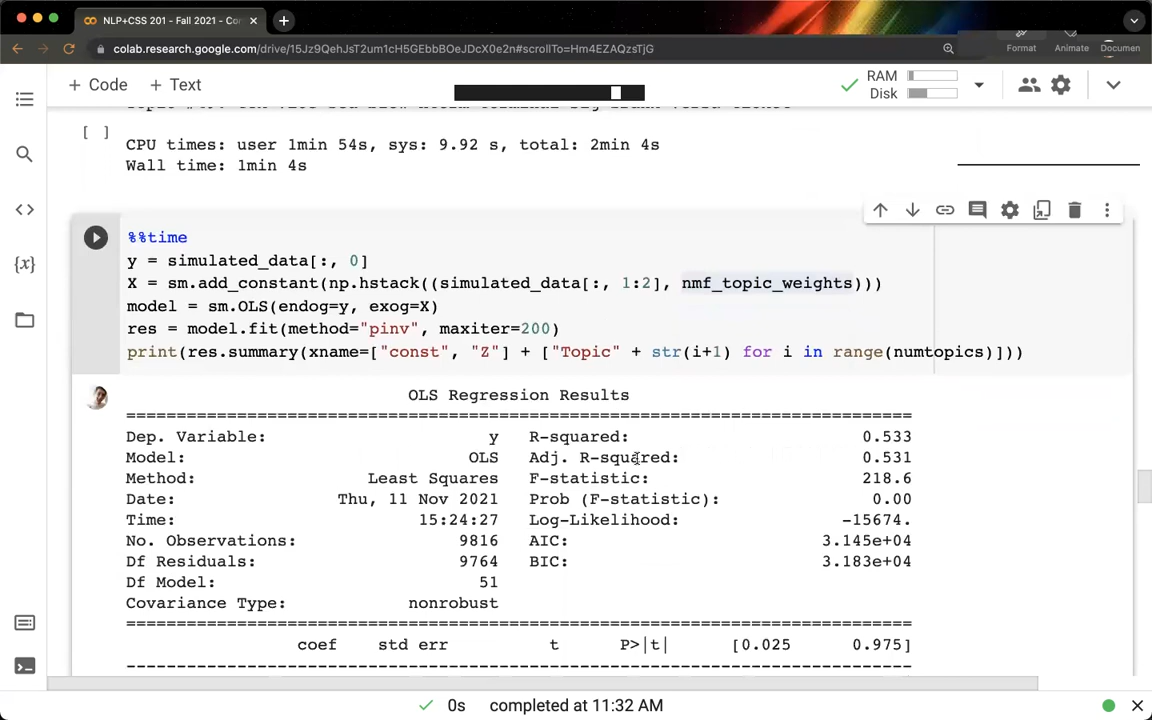 NLP+CSS 201 - Fall 2021 - Co
colab.research.google.com/drive/15Jz9QehJsT2um1cH5GEbbBOeJDcX0e2n#scrollTo=Hm4EZAQzsTjG
Format Animate Documen
+ Code + Text
RAM
Disk
[ ]
CPU times: user 1min 54s, sys: 9.92 s, total: 2min 4s
Wall time: 1min 4s
%%time
y = simulated_data[:, 0]
X = sm.add_constant(np.hstack((simulated_data[:, 1:2], nmf_topic_weights)))
model = sm.OLS(endog=y, exog=X)
res = model.fit(method="pinv", maxiter=200)
print(res.summary(xname=["const", "Z"] + ["Topic" + str(i+1) for i in range(numtopics)]))
OLS Regression Results
==============================================================================
Dep. Variable: y R-squared: 0.533
Model: OLS Adj. R-squared: 0.531
Method: Least Squares F-statistic: 218.6
Date: Thu, 11 Nov 2021 Prob (F-statistic): 0.00
Time: 15:24:27 Log-Likelihood: -15674.
No. Observations: 9816 AIC: 3.145e+04
Df Residuals: 9764 BIC: 3.183e+04
Df Model: 51
Covariance Type: nonrobust
==============================================================================
coef std err t P>|t| [0.025 0.975]
------------------------------------------------------------------------------
0s completed at 11:32 AM